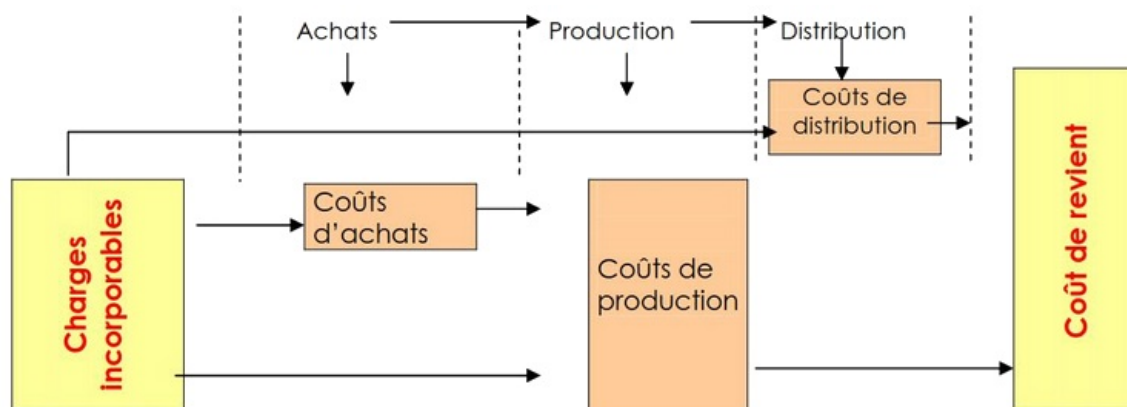 Achats
Production
Distribution
Coûts de
distribution
Charges
incorporables
Coûts
d’achats
Coûts de
production
Coût de revient